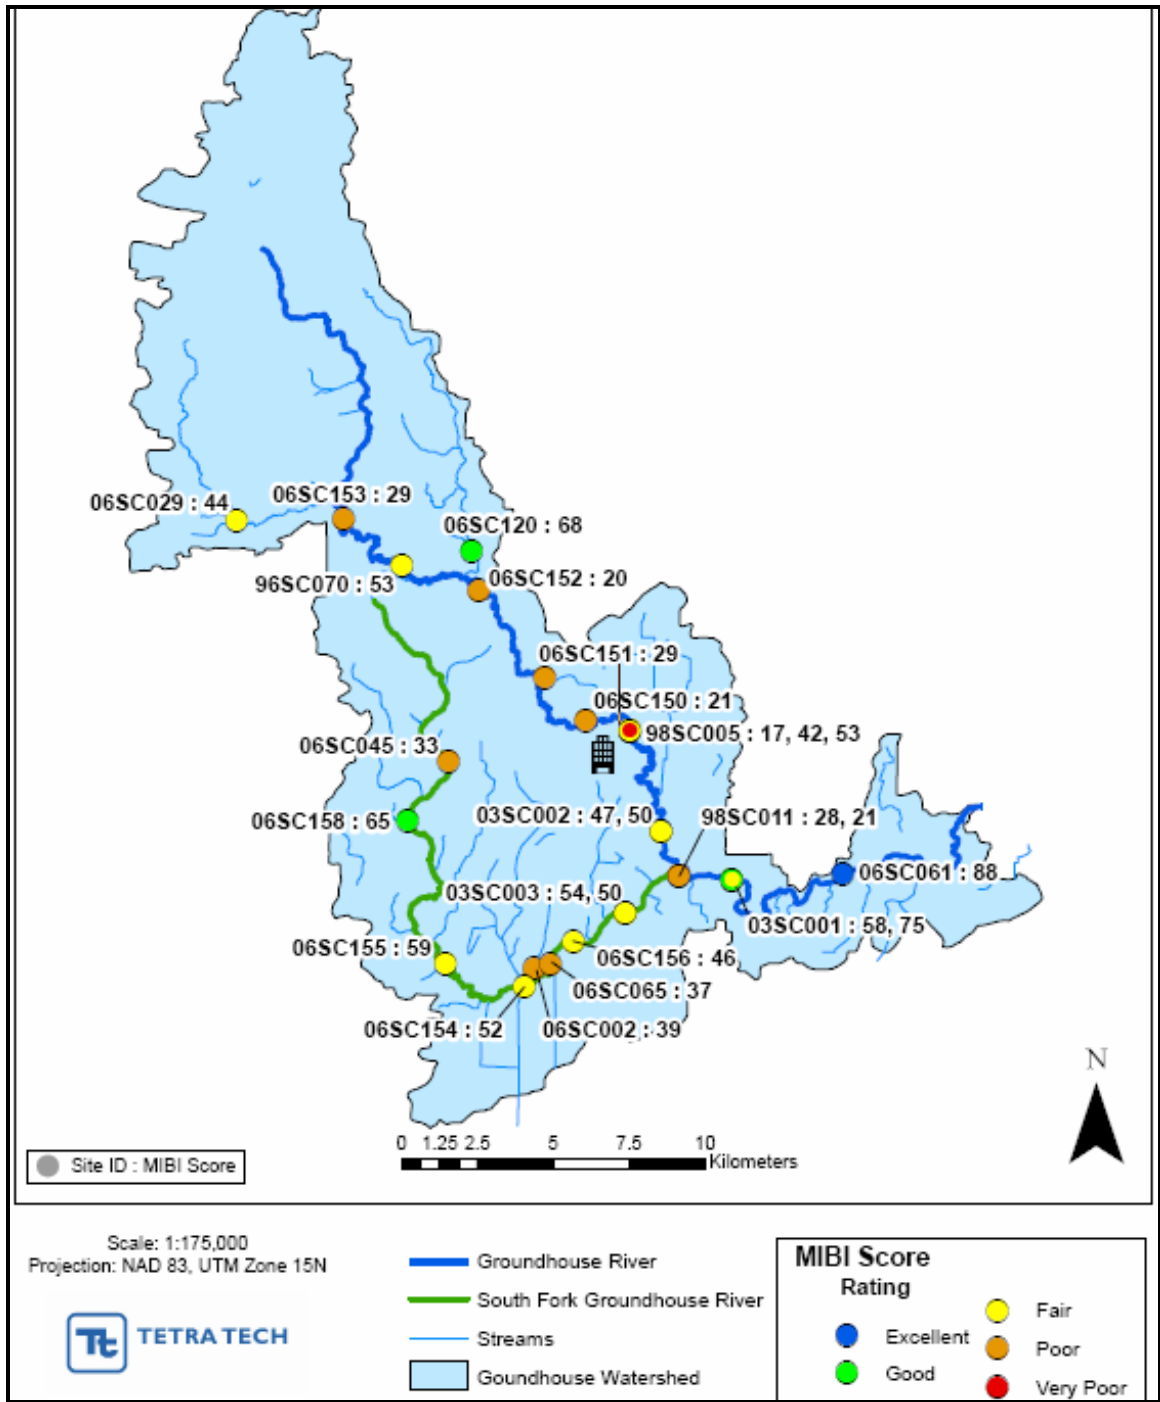 06SC029 : 44
06SC153 : 29
06SC120 : 68
96SC070 : 53
06SC152 : 20
06SC151 : 29
06SC150 : 21
98SC005 : 17, 42, 53
06SC045 : 33
03SC002 : 47, 50
98SC011 : 28, 21
06SC158 : 65
06SC061 : 88
03SC003 : 54, 50
03SC001 : 58, 75
06SC155 : 59
06SC156 : 46
06SC065 : 37
06SC154 : 52
06SC002 : 39
N
0 1.25 2.5 5 7.5 10
Kilometers
Site ID : MIBI Score
Scale: 1:175,000
Projection: NAD 83, UTM Zone 15N
Tt
TETRA TECH
Groundhouse River
South Fork Groundhouse River
Streams
Goundhouse Watershed
MIBI Score
Rating
Excellent
Good
Fair
Poor
Very Poor